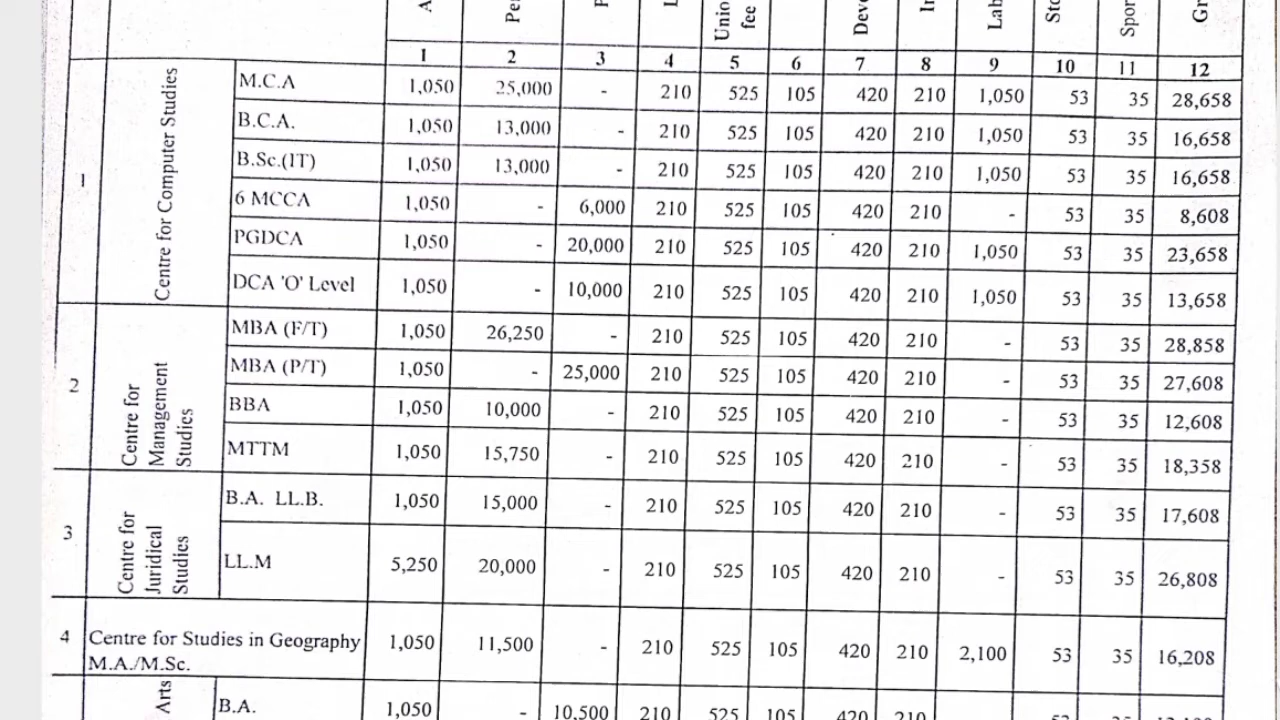 Unio
fee
1 2 3 4 5 6 7 8 9 10 11 12
1
Centre for Computer Studies
M.C.A 1,050 25,000 - 210 525 105 420 210 1,050 53 35 28,658
B.C.A. 1,050 13,000 - 210 525 105 420 210 1,050 53 35 16,658
B.Sc.(IT) 1,050 13,000 - 210 525 105 420 210 1,050 53 35 16,658
6 MCCA 1,050 - 6,000 210 525 105 420 210 - 53 35 8,608
PGDCA 1,050 - 20,000 210 525 105 420 210 1,050 53 35 23,658
DCA 'O' Level 1,050 - 10,000 210 525 105 420 210 1,050 53 35 13,658
2
Centre for
Management
Studies
MBA (F/T) 1,050 26,250 - 210 525 105 420 210 - 53 35 28,858
MBA (P/T) 1,050 - 25,000 210 525 105 420 210 - 53 35 27,608
BBA 1,050 10,000 - 210 525 105 420 210 - 53 35 12,608
MTTM 1,050 15,750 - 210 525 105 420 210 - 53 35 18,358
3
Centre for
Juridical
Studies
B.A. LL.B. 1,050 15,000 - 210 525 105 420 210 - 53 35 17,608
LL.M 5,250 20,000 - 210 525 105 420 210 - 53 35 26,808
4 Centre for Studies in Geography
M.A./M.Sc. 1,050 11,500 - 210 525 105 420 210 2,100 53 35 16,208
Arts
B.A. 1,050 - 10,500 210 525 105 420 210